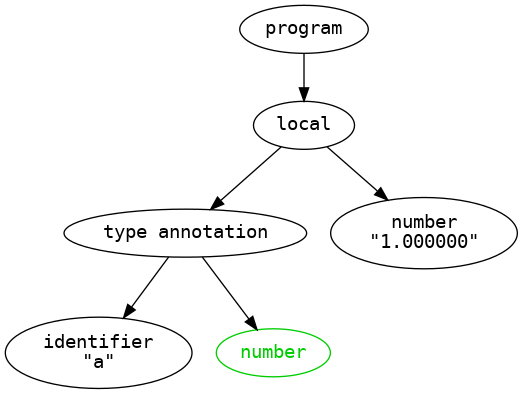 program
local
type annotation
number
"1.000000"
identifier
"a"
number